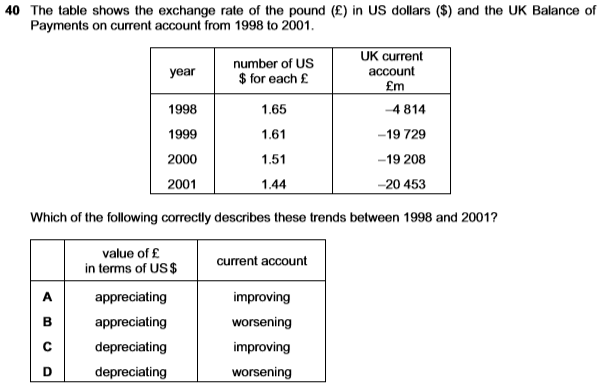 40 The table shows the exchange rate of the pound (£) in US dollars ($) and the UK Balance of
Payments on current account from 1998 to 2001.
year number of US $ for each £ UK current account £m
1998 1.65 –4 814
1999 1.61 –19 729
2000 1.51 –19 208
2001 1.44 –20 453
Which of the following correctly describes these trends between 1998 and 2001?
value of £ in terms of US $ current account
A appreciating improving
B appreciating worsening
C depreciating improving
D depreciating worsening